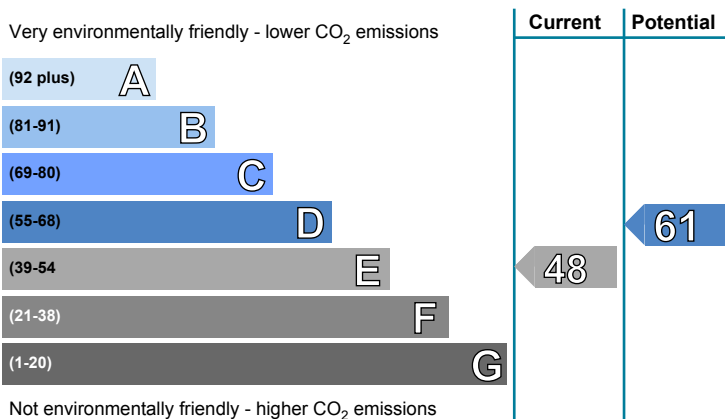 Current Potential
Very environmentally friendly - lower CO2 emissions
(92 plus) A
(81-91) B
(69-80) C
(55-68) D
61
(39-54 E
48
(21-38) F
(1-20) G
Not environmentally friendly - higher CO2 emissions